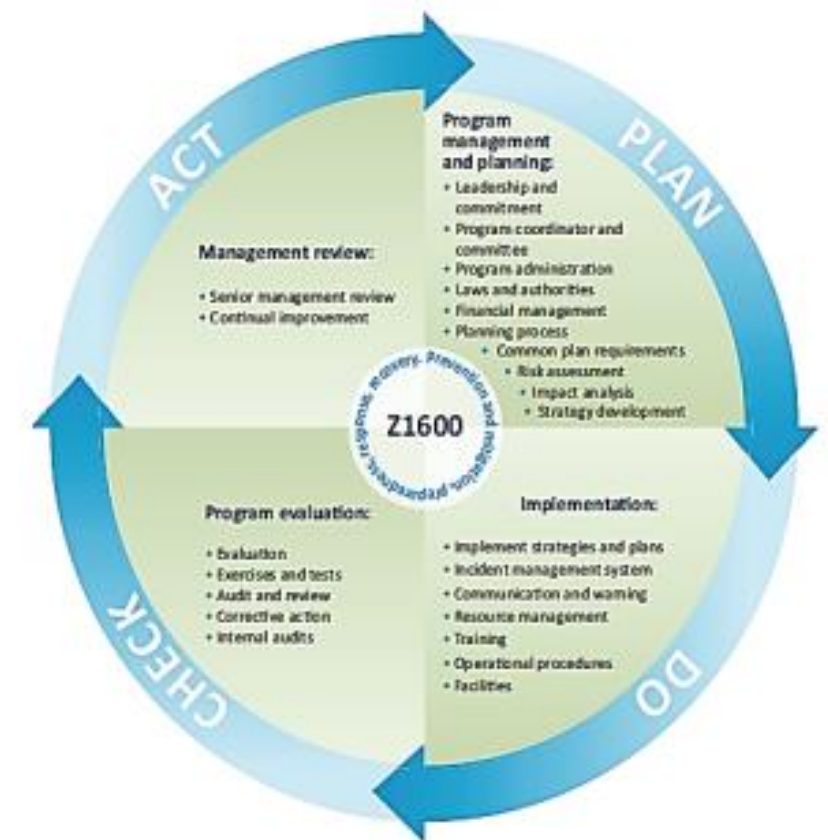 PLAN
Program
management
and planning:
• Leadership and
commitment
• Program coordinator and
committee
• Program administration
• Laws and authorities
• Financial management
• Planning process
• Common plan requirements
• Risk assessment
• Impact analysis
• Strategy development
DO
Implementation:
• Implement strategies and plans
• Incident management system
• Communication and warning
• Resource management
• Training
• Operational procedures
• Facilities
CHECK
Program evaluation:
• Evaluation
• Exercises and tests
• Audit and review
• Corrective action
• Internal audits
ACT
Management review:
• Senior management review
• Continual improvement
Z1600
Prevention and mitigation, preparedness, response, recovery.